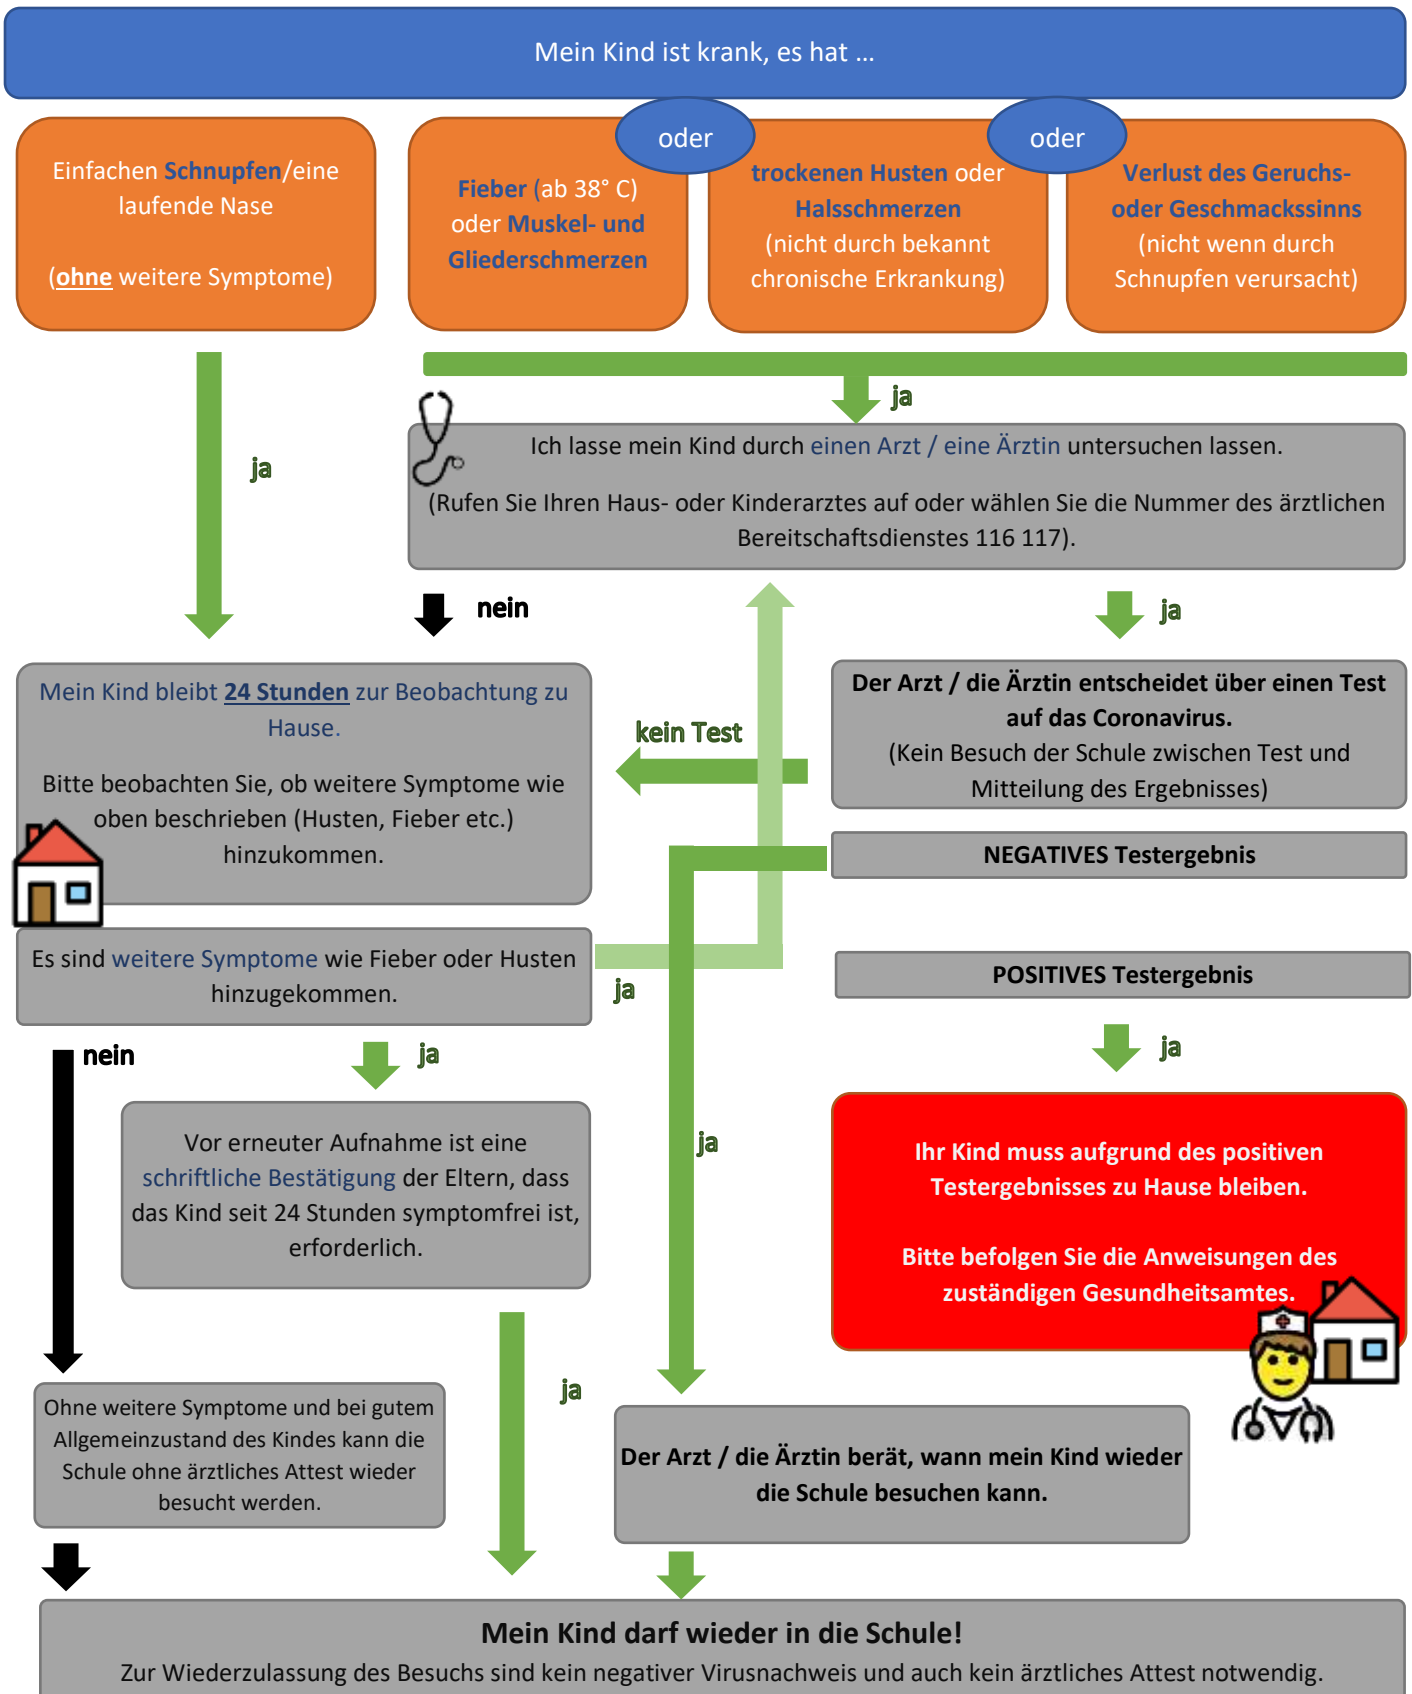 Mein Kind ist krank, es hat …
Einfachen Schnupfen/eine
laufende Nase
(ohne weitere Symptome)
Fieber (ab 38° C)
oder Muskel- und
Gliederschmerzen
oder
trockenen Husten oder
Halsschmerzen
(nicht durch bekannt
chronische Erkrankung)
oder
Verlust des Geruchs-
oder Geschmackssinns
(nicht wenn durch
Schnupfen verursacht)
ja
ja
Ich lasse mein Kind durch einen Arzt / eine Ärztin untersuchen lassen.
(Rufen Sie Ihren Haus- oder Kinderarztes auf oder wählen Sie die Nummer des ärztlichen
Bereitschaftsdienstes 116 117).
nein
ja
Mein Kind bleibt 24 Stunden zur Beobachtung zu
Hause.
Bitte beobachten Sie, ob weitere Symptome wie
oben beschrieben (Husten, Fieber etc.)
hinzukommen.
kein Test
Der Arzt / die Ärztin entscheidet über einen Test
auf das Coronavirus.
(Kein Besuch der Schule zwischen Test und
Mitteilung des Ergebnisses)
NEGATIVES Testergebnis
Es sind weitere Symptome wie Fieber oder Husten
hinzugekommen.
ja
POSITIVES Testergebnis
nein
ja
ja
Vor erneuter Aufnahme ist eine
schriftliche Bestätigung der Eltern, dass
das Kind seit 24 Stunden symptomfrei ist,
erforderlich.
ja
Ihr Kind muss aufgrund des positiven
Testergebnisses zu Hause bleiben.
Bitte befolgen Sie die Anweisungen des
zuständigen Gesundheitsamtes.
ja
Ohne weitere Symptome und bei gutem
Allgemeinzustand des Kindes kann die
Schule ohne ärztliches Attest wieder
besucht werden.
Der Arzt / die Ärztin berät, wann mein Kind wieder
die Schule besuchen kann.
Mein Kind darf wieder in die Schule!
Zur Wiederzulassung des Besuchs sind kein negativer Virusnachweis und auch kein ärztliches Attest notwendig.